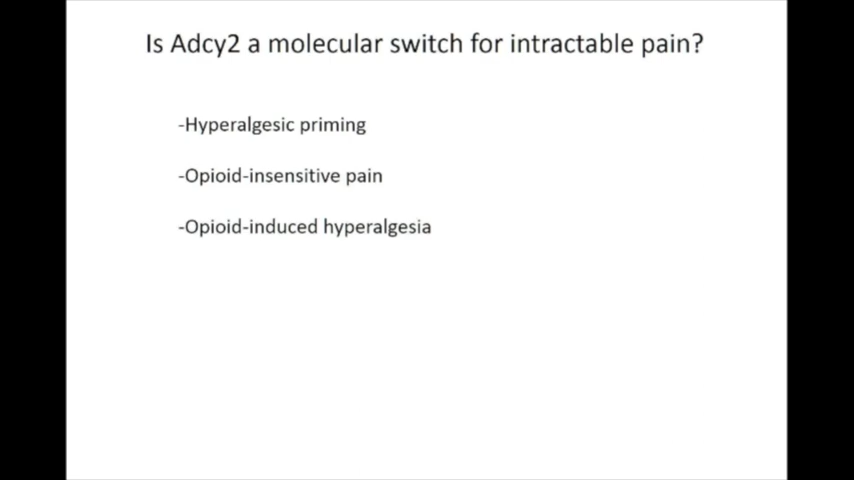 Is Adcy2 a molecular switch for intractable pain?
-Hyperalgesic priming
-Opioid-insensitive pain
-Opioid-induced hyperalgesia